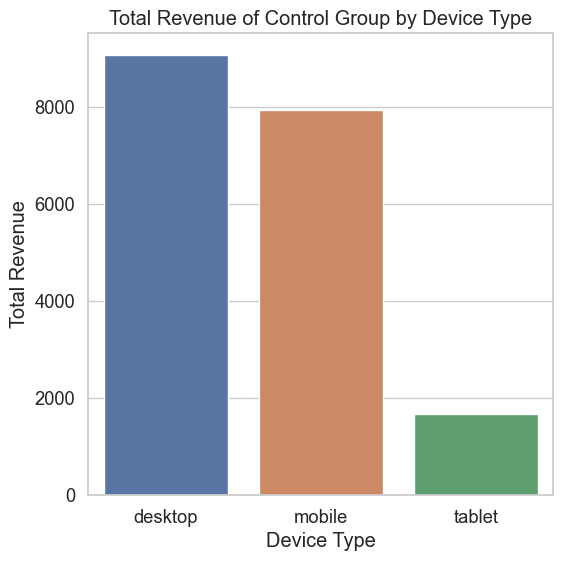 Total Revenue of Control Group by Device Type
Total Revenue
8000
6000
4000
2000
0
desktop mobile tablet
Device Type